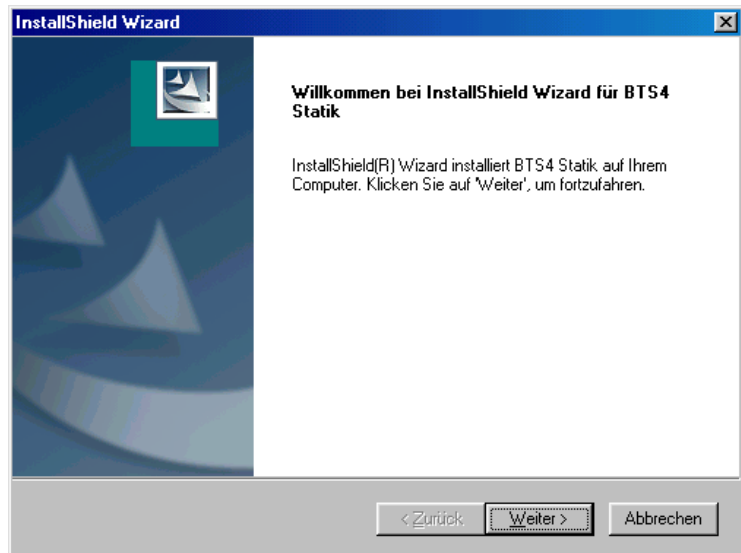 InstallShield Wizard
Willkommen bei InstallShield Wizard für BTS4
Statik
InstallShield(R) Wizard installiert BTS4 Statik auf Ihrem
Computer. Klicken Sie auf 'Weiter', um fortzufahren.
< Zurück
Weiter >
Abbrechen